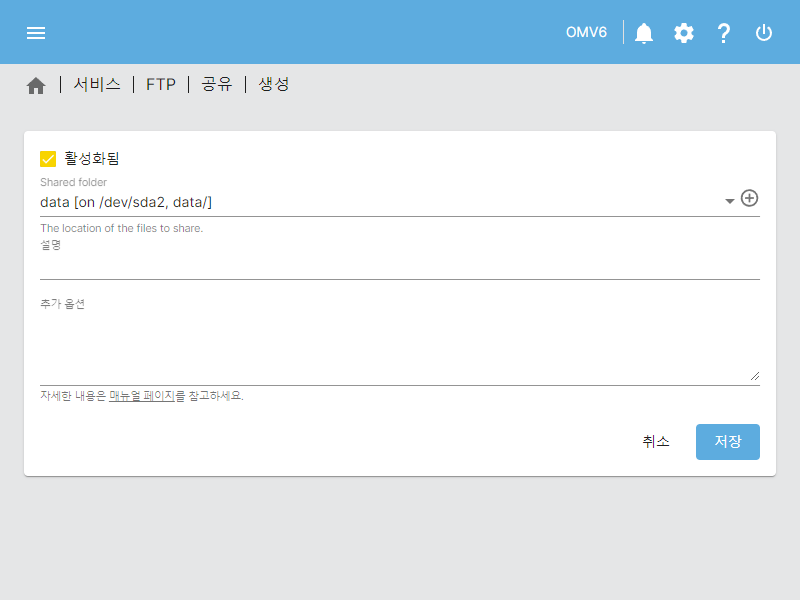 OMV6
서비스 | FTP | 공유 | 생성
활성화됨
Shared folder
data [on /dev/sda2, data/]
The location of the files to share.
설명
추가 옵션
자세한 내용은 매뉴얼 페이지를 참고하세요.
취소 저장